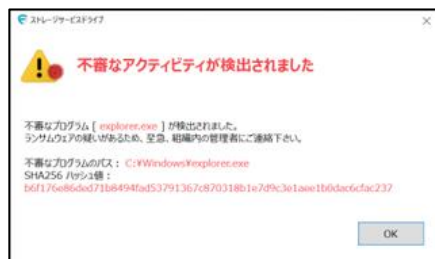 ストレージサービスドライブ
不審なアクティビティが検出されました
不審なプログラム [ explorer.exe ] が検出されました。
ランサムウェアの疑いがあるため、至急、組織内の管理者にご連絡下さい。
不審なプログラムのパス： C:¥Windows¥explorer.exe
SHA256 ハッシュ値：
b6f176e86ded71b8494fad53791367c870318b1e7d9c3e1aee1b0dac6cfac237
OK